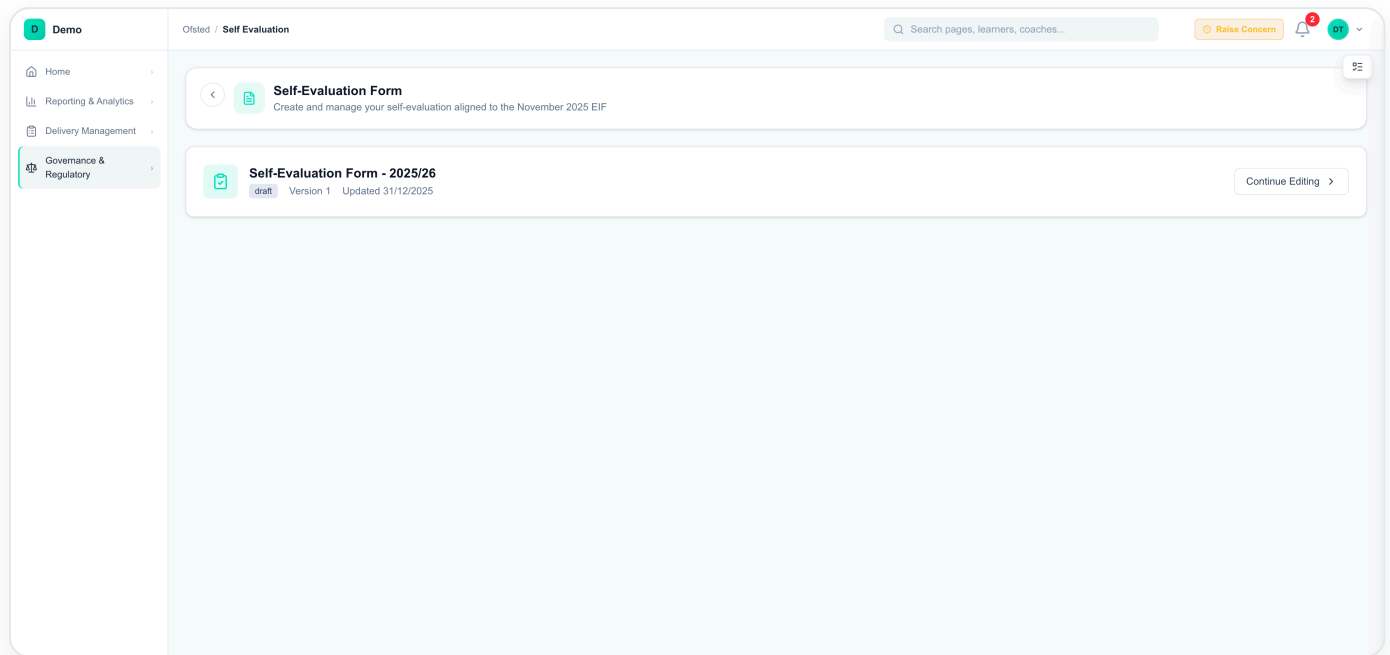 D Demo
Ofsted / Self Evaluation
Search pages, learners, coaches...
Raise Concern
2
DT
Home
Reporting & Analytics
Delivery Management
Governance &
Regulatory
Self-Evaluation Form
Create and manage your self-evaluation aligned to the November 2025 EIF
Self-Evaluation Form - 2025/26
draft Version 1 Updated 31/12/2025
Continue Editing